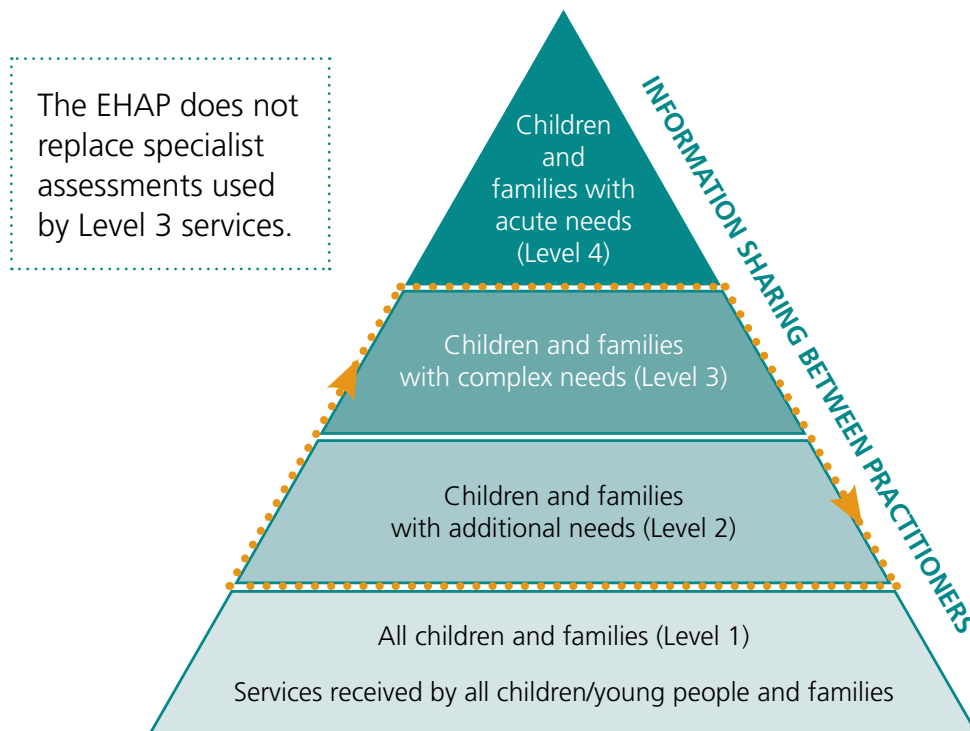 The EHAP does not
replace specialist
assessments used
by Level 3 services.
Children
and
families with
acute needs
(Level 4)
INFORMATION SHARING BETWEEN PRACTITIONERS
Children and families
with complex needs (Level 3)
Children and families
with additional needs (Level 2)
All children and families (Level 1)
Services received by all children/young people and families